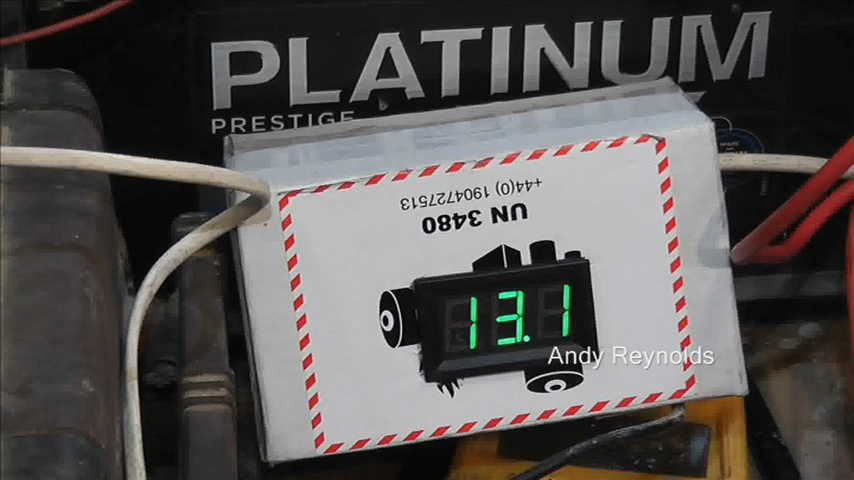 PLATINUM
PRESTIGE
+44(0) 1904727513
UN 3480
13.1
Andy Reynolds